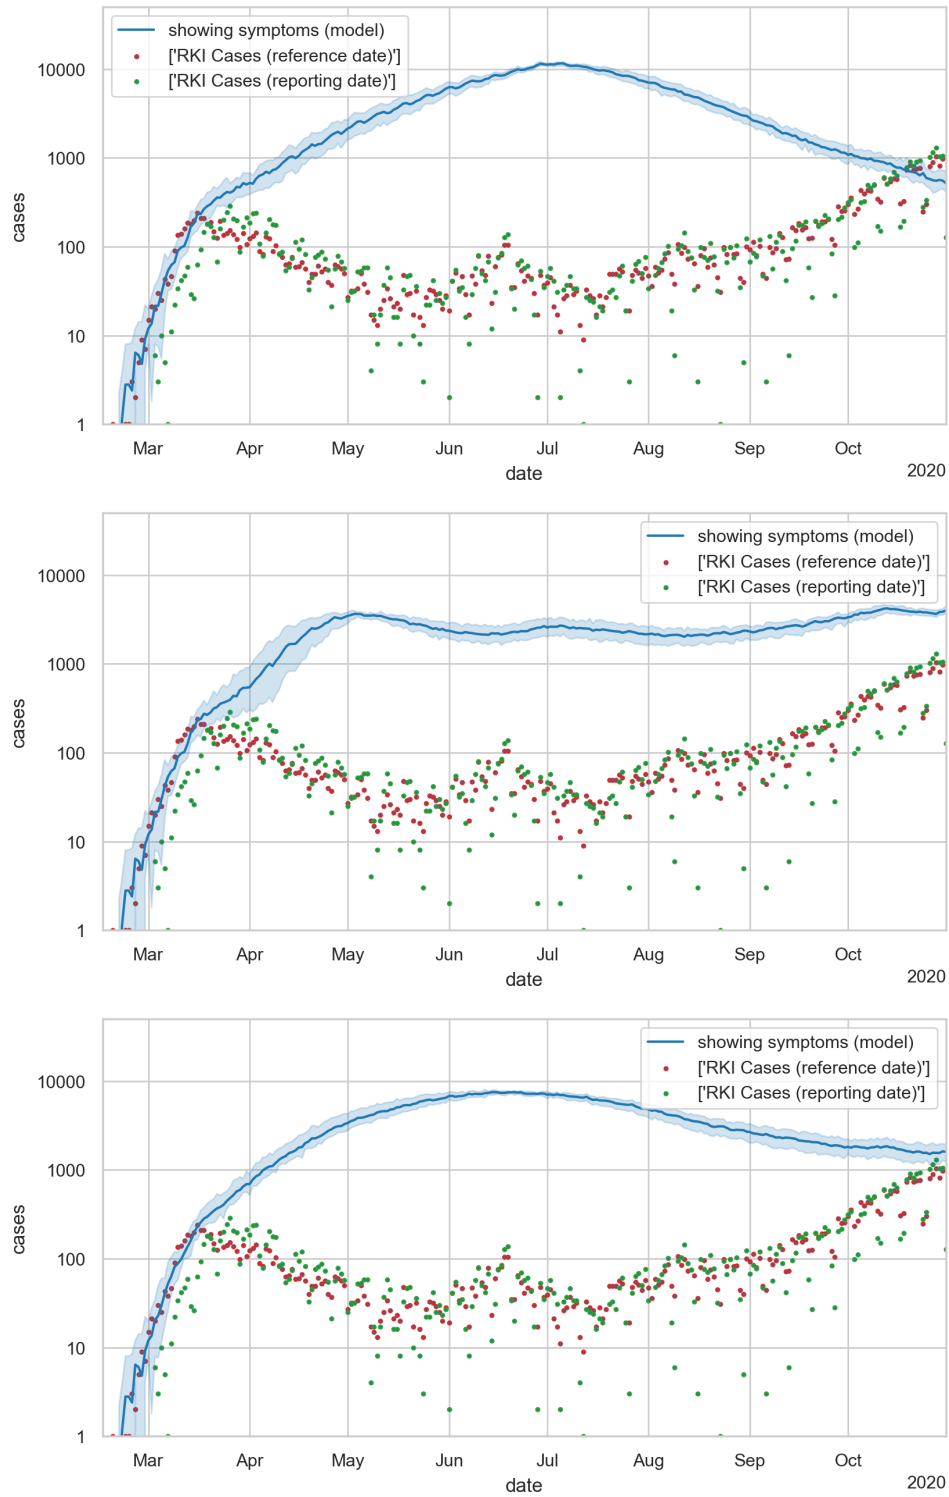 showing symptoms (model)
['RKI Cases (reference date)']
['RKI Cases (reporting date)']
10000
1000
100
10
1
cases
Mar Apr May Jun Jul Aug Sep Oct
date
2020
showing symptoms (model)
['RKI Cases (reference date)']
['RKI Cases (reporting date)']
10000
1000
100
10
1
cases
Mar Apr May Jun Jul Aug Sep Oct
date
2020
showing symptoms (model)
['RKI Cases (reference date)']
['RKI Cases (reporting date)']
10000
1000
100
10
1
cases
Mar Apr May Jun Jul Aug Sep Oct
date
2020